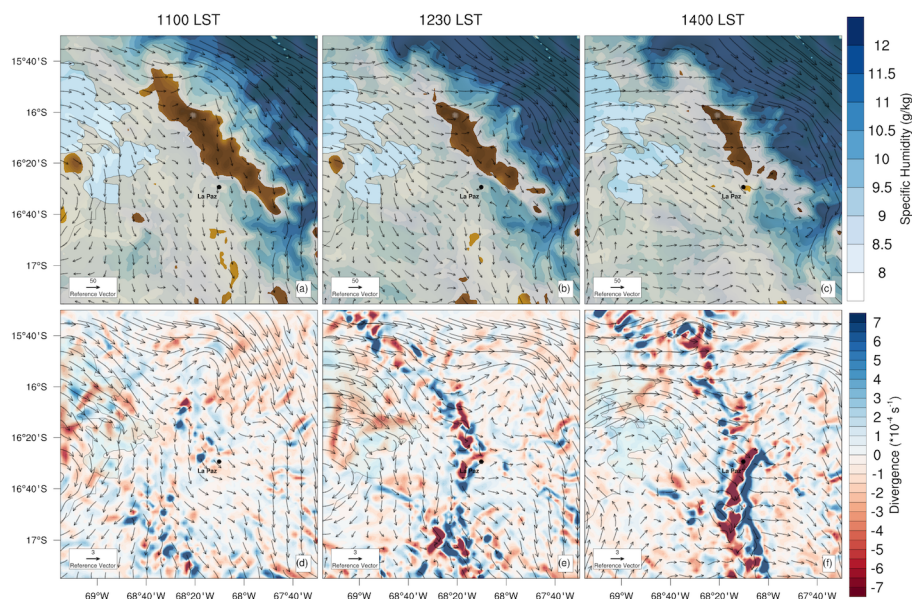 1100 LST
1230 LST
1400 LST
15°40'S
16°S
16°20'S
16°40'S
17°S
La Paz
50
Reference Vector
(a)
La Paz
50
Reference Vector
(b)
La Paz
50
Reference Vector
(c)
12
11.5
11
10.5
10
9.5
9
8.5
8
Specific Humidity (g/kg)
15°40'S
16°S
16°20'S
16°40'S
17°S
La Paz
3
Reference Vector
(d)
La Paz
3
Reference Vector
(e)
La Paz
3
Reference Vector
(f)
7
6
5
4
3
2
1
0
-1
-2
-3
-4
-5
-6
-7
Divergence (*10⁻⁴ s⁻¹)
69°W 68°40'W 68°20'W 68°W 67°40'W
69°W 68°40'W 68°20'W 68°W 67°40'W
69°W 68°40'W 68°20'W 68°W 67°40'W